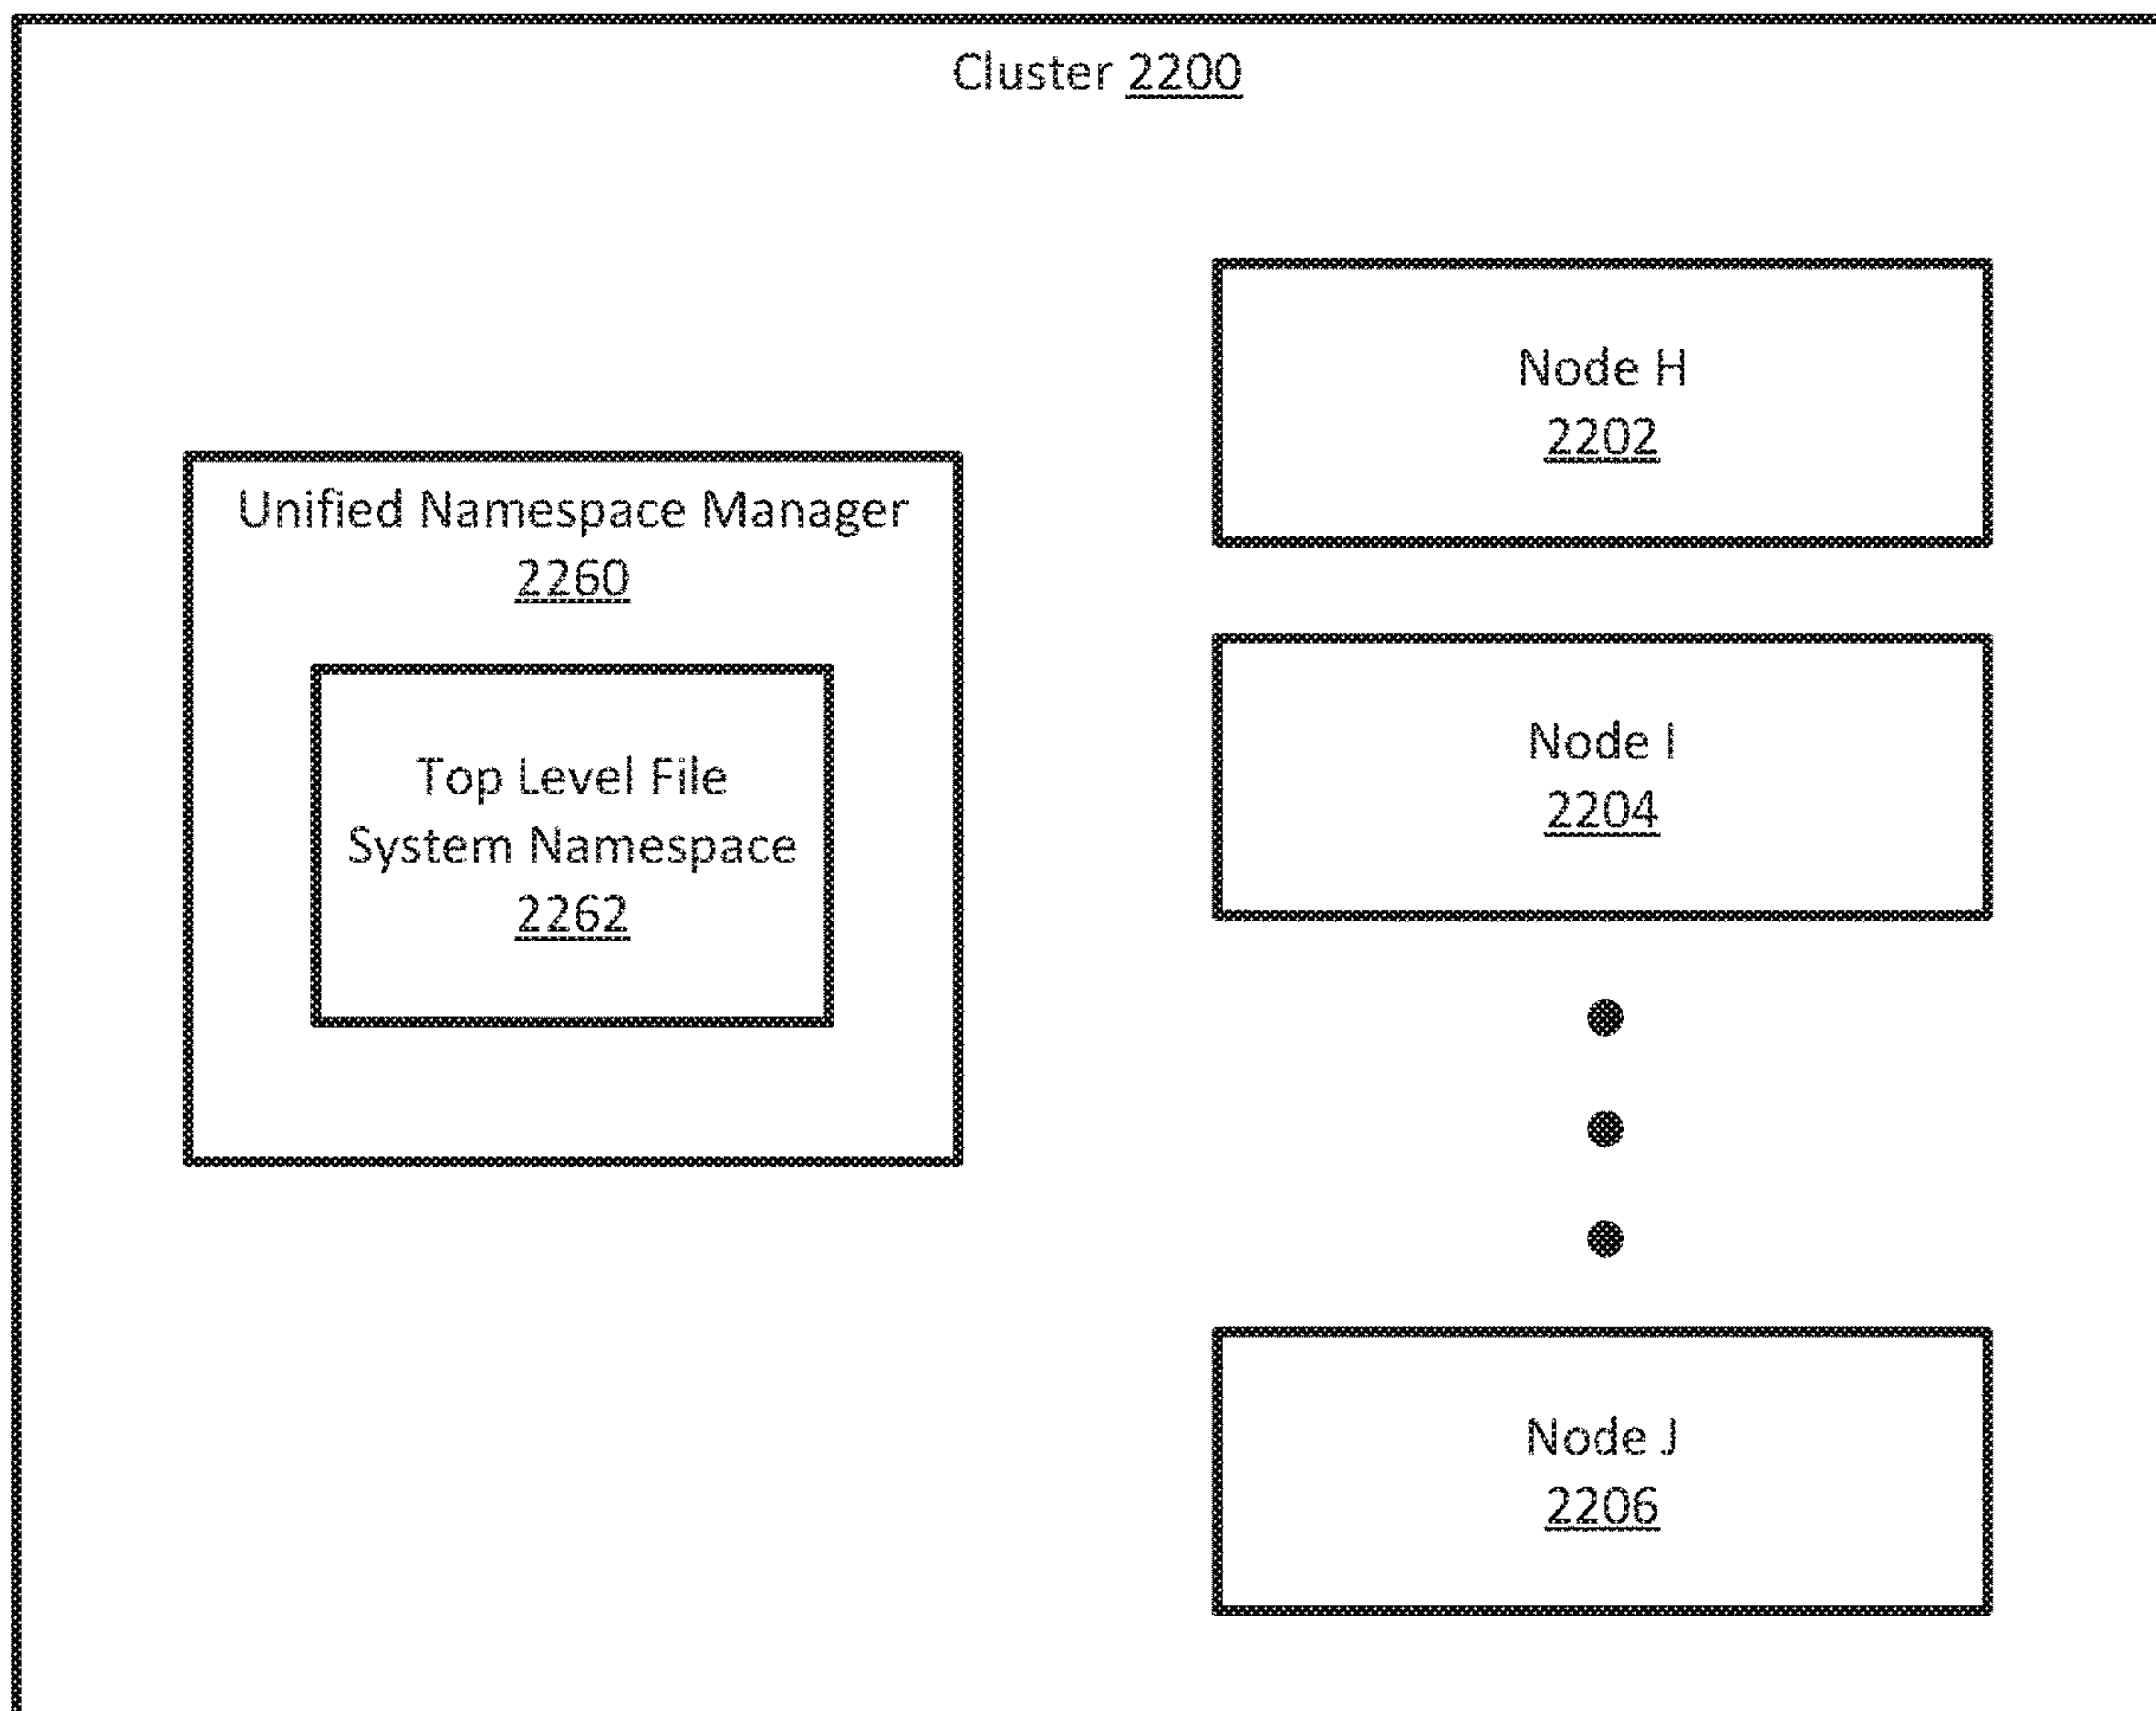 Cluster 2200
Unified Namespace Manager
2260
Top Level File
System Namespace
2262
Node H
2202
Node I
2204
Node J
2206